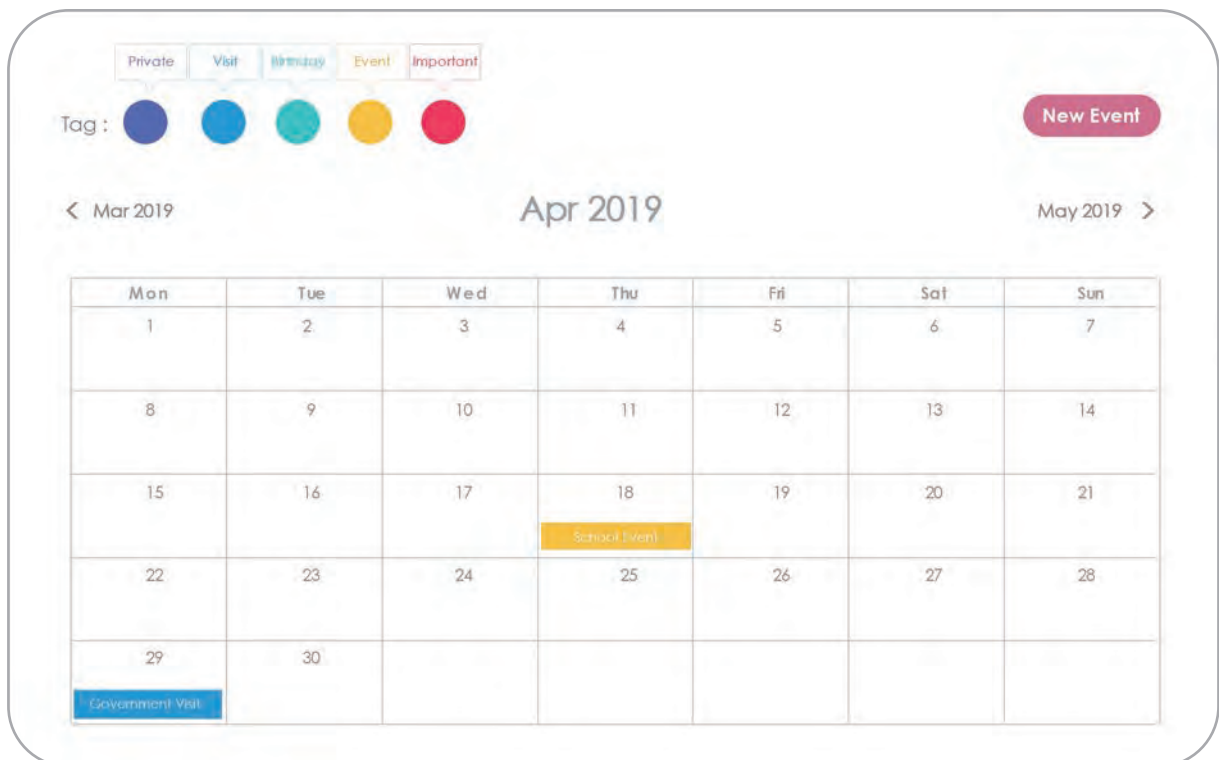 Private Visit Birthday Event Important
Tag :
New Event
Mar 2019 Apr 2019 May 2019
Mon Tue Wed Thu Fri Sat Sun
1 2 3 4 5 6 7
8 9 10 11 12 13 14
15 16 17 18 19 20 21
School Event
22 23 24 25 26 27 28
29 30
Government Visit